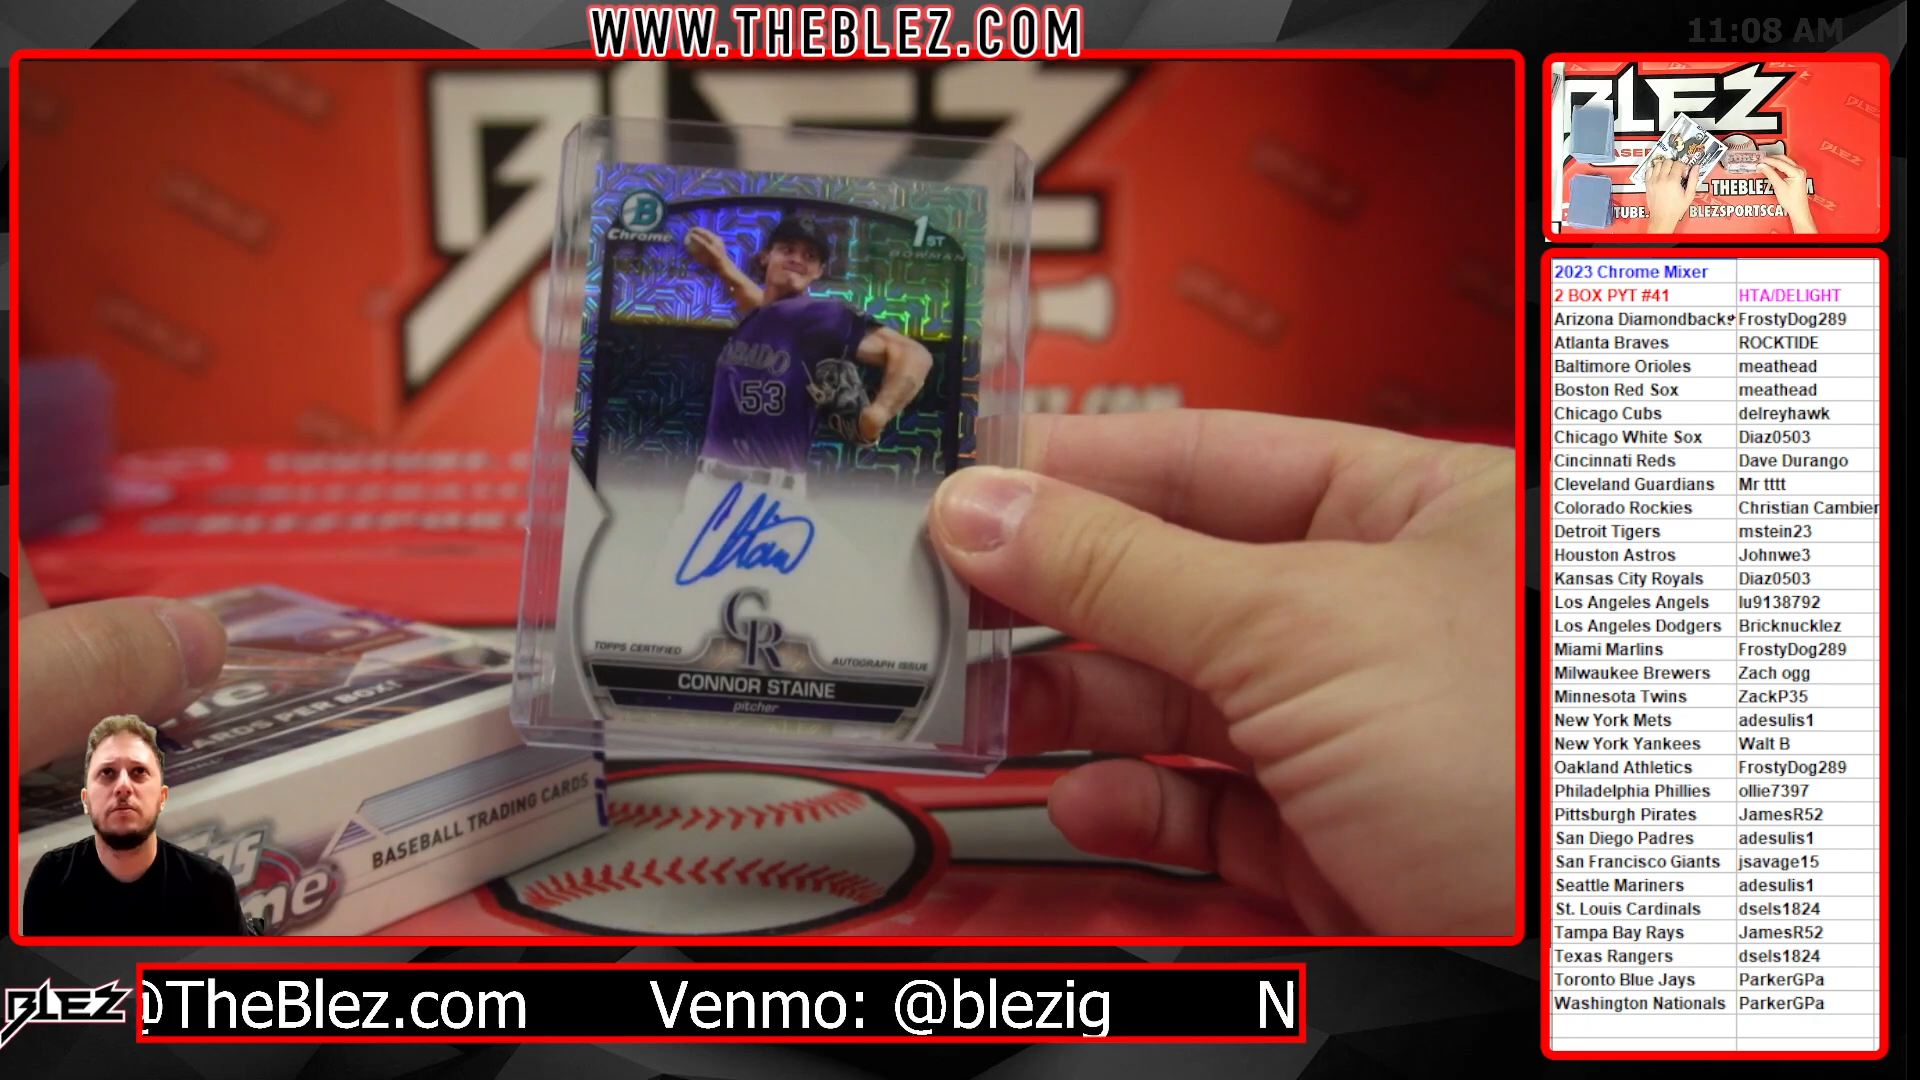 WWW.THEBLEZ.COM
11:08 AM
BLEZ
B
Chrome
1ST
BOWMAN
53
TOPPS CERTIFIED
AUTOGRAPH ISSUE
CR
CONNOR STAINE
pitcher
CARDS PER BOX!
BASEBALL TRADING CARDS
BLEZ
THEBLEZ
BLEZSPORTSCA
2023 Chrome Mixer
2 BOX PYT #41 HTA/DELIGHT
Arizona Diamondbacks FrostyDog289
Atlanta Braves ROCKTIDE
Baltimore Orioles meathead
Boston Red Sox meathead
Chicago Cubs delreyhawk
Chicago White Sox Diaz0503
Cincinnati Reds Dave Durango
Cleveland Guardians Mr tttt
Colorado Rockies Christian Cambier
Detroit Tigers mstein23
Houston Astros Johnwe3
Kansas City Royals Diaz0503
Los Angeles Angels lu9138792
Los Angeles Dodgers Bricknucklez
Miami Marlins FrostyDog289
Milwaukee Brewers Zach ogg
Minnesota Twins ZackP35
New York Mets adesulis1
New York Yankees Walt B
Oakland Athletics FrostyDog289
Philadelphia Phillies ollie7397
Pittsburgh Pirates JamesR52
San Diego Padres adesulis1
San Francisco Giants jsavage15
Seattle Mariners adesulis1
St. Louis Cardinals dsels1824
Tampa Bay Rays JamesR52
Texas Rangers dsels1824
Toronto Blue Jays ParkerGPa
Washington Nationals ParkerGPa
BLEZ
@TheBlez.com Venmo: @blezig N